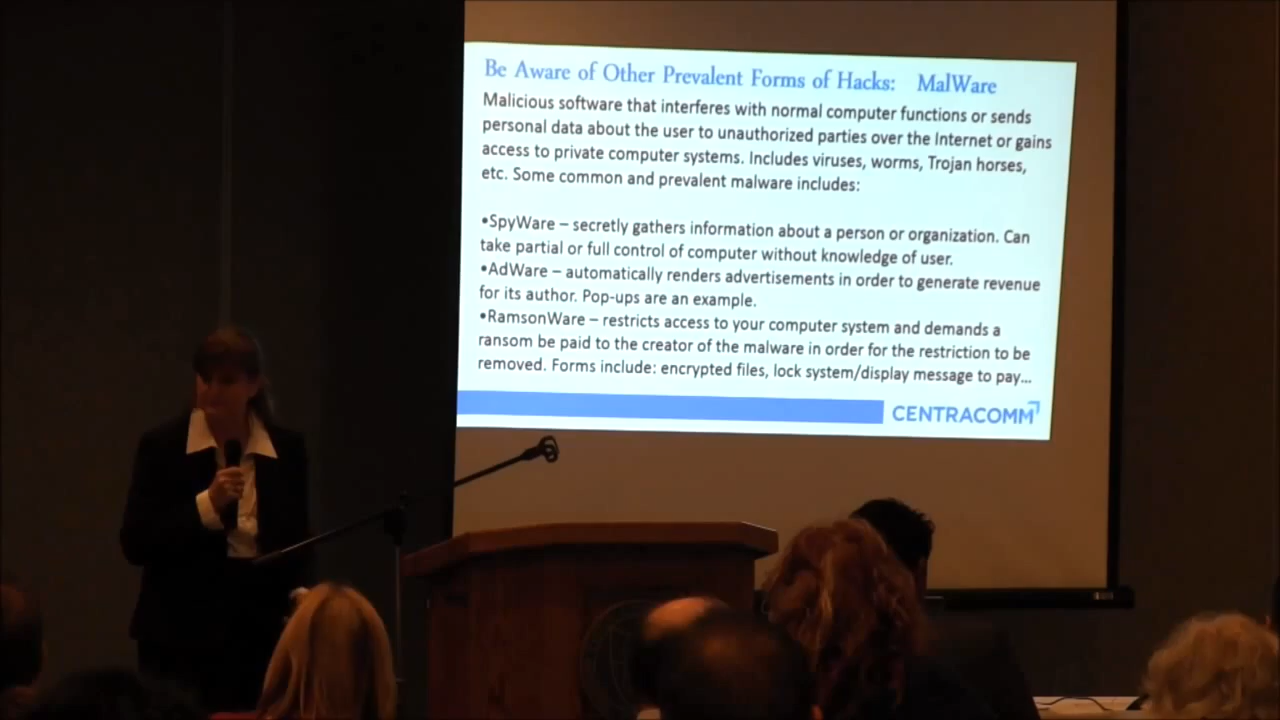 Be Aware of Other Prevalent Forms of Hacks: MalWare
Malicious software that interferes with normal computer functions or sends
personal data about the user to unauthorized parties over the Internet or gains
access to private computer systems. Includes viruses, worms, Trojan horses,
etc. Some common and prevalent malware includes:
•SpyWare – secretly gathers information about a person or organization. Can
take partial or full control of computer without knowledge of user.
•AdWare – automatically renders advertisements in order to generate revenue
for its author. Pop-ups are an example.
•RamsonWare – restricts access to your computer system and demands a
ransom be paid to the creator of the malware in order for the restriction to be
removed. Forms include: encrypted files, lock system/display message to pay...
CENTRACOMM